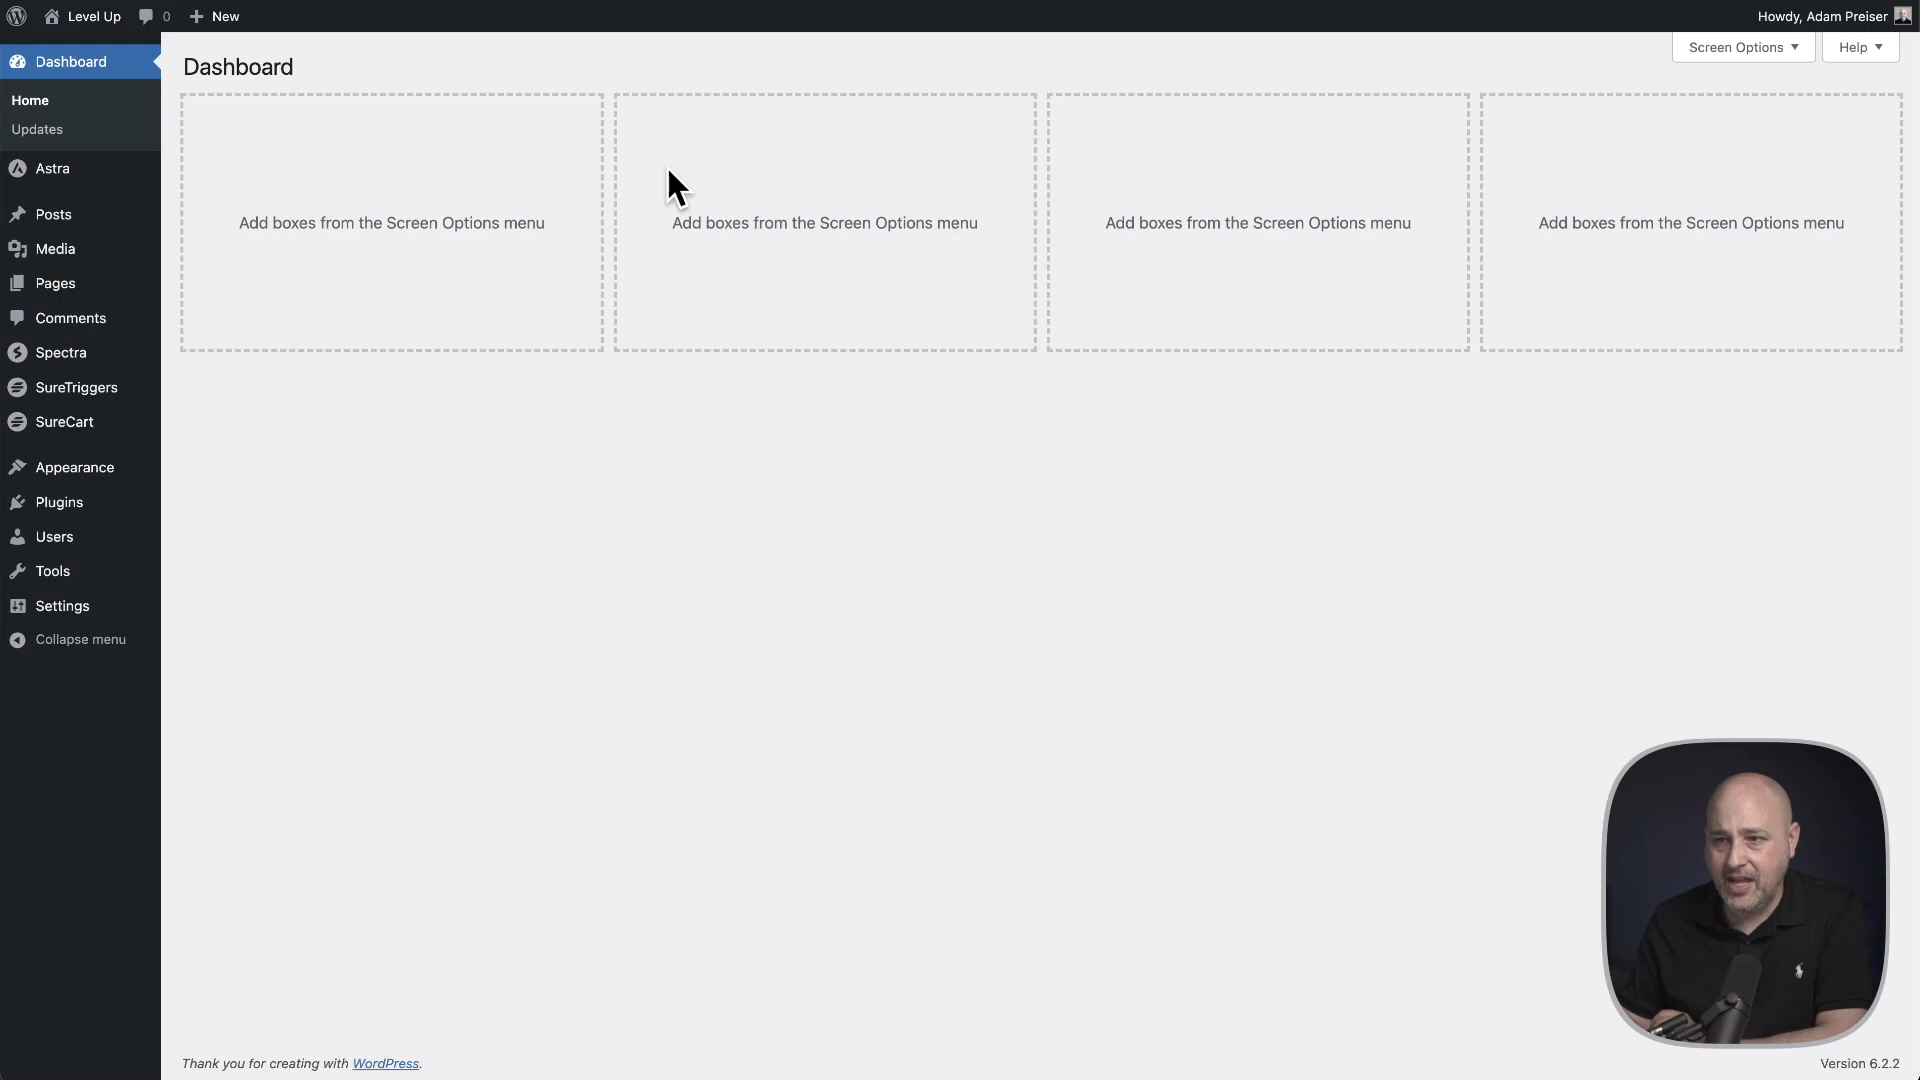 Level Up
0
New
Howdy, Adam Preiser
Screen Options
Help
Dashboard
Home
Updates
Astra
Posts
Media
Pages
Comments
Spectra
SureTriggers
SureCart
Appearance
Plugins
Users
Tools
Settings
Collapse menu
Dashboard
Add boxes from the Screen Options menu
Add boxes from the Screen Options menu
Add boxes from the Screen Options menu
Add boxes from the Screen Options menu
Thank you for creating with WordPress.
Version 6.2.2